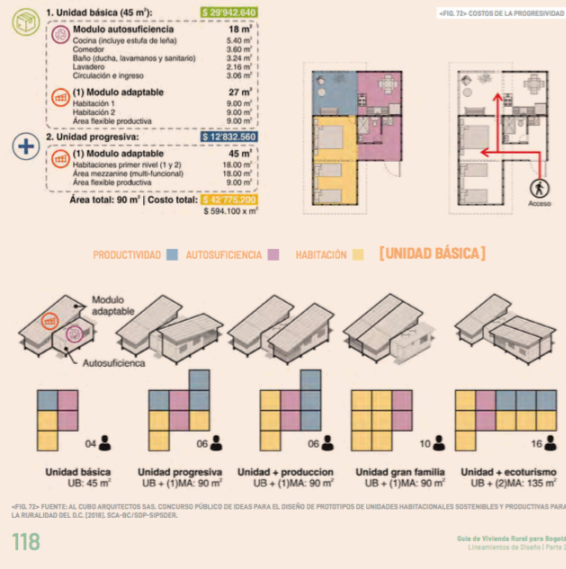 1. Unidad básica (45 m²): $ 29'942.640
Modulo autosuficiencia 18 m²
Cocina (incluye estufa de leña) 5.40 m²
Comedor 3.60 m²
Baño (ducha, lavamanos y sanitario) 3.24 m²
Lavadero 2.16 m²
Circulación e ingreso 3.06 m²
(1) Modulo adaptable 27 m²
Habitación 1 9.00 m²
Habitación 2 9.00 m²
Área flexible productiva 9.00 m²
2. Unidad progresiva: $ 12'832.560
(1) Modulo adaptable 45 m²
Habitaciones primer nivel (1 y 2) 18.00 m²
Área mezzanine (multi-funcional) 18.00 m²
Área flexible productiva 9.00 m²
Área total: 90 m² | Costo total: $ 42'775.200
$ 594.100 x m²
<FIG. 72> COSTOS DE LA PROGRESIVIDAD
Acceso
PRODUCTIVIDAD AUTOSUFICIENCIA HABITACIÓN [UNIDAD BÁSICA]
Modulo
adaptable
Autosuficienca
04 06 06 10 16
Unidad básica
UB: 45 m²
Unidad progresiva
UB + (1)MA: 90 m²
Unidad + produccion
UB + (1)MA: 90 m²
Unidad gran familia
UB + (1)MA: 90 m²
Unidad + ecoturismo
UB + (2)MA: 135 m²
<FIG. 72> FUENTE: AL CUBO ARQUITECTOS SAS. CONCURSO PÚBLICO DE IDEAS PARA EL DISEÑO DE PROTOTIPOS DE UNIDADES HABITACIONALES SOSTENIBLES Y PRODUCTIVAS PARA
LA RURALIDAD DEL D.C. (2018). SCA-BC/SDP-SIPSDER.
118
Guía de Vivienda Rural para Bogotá
Lineamientos de Diseño | Parte 2